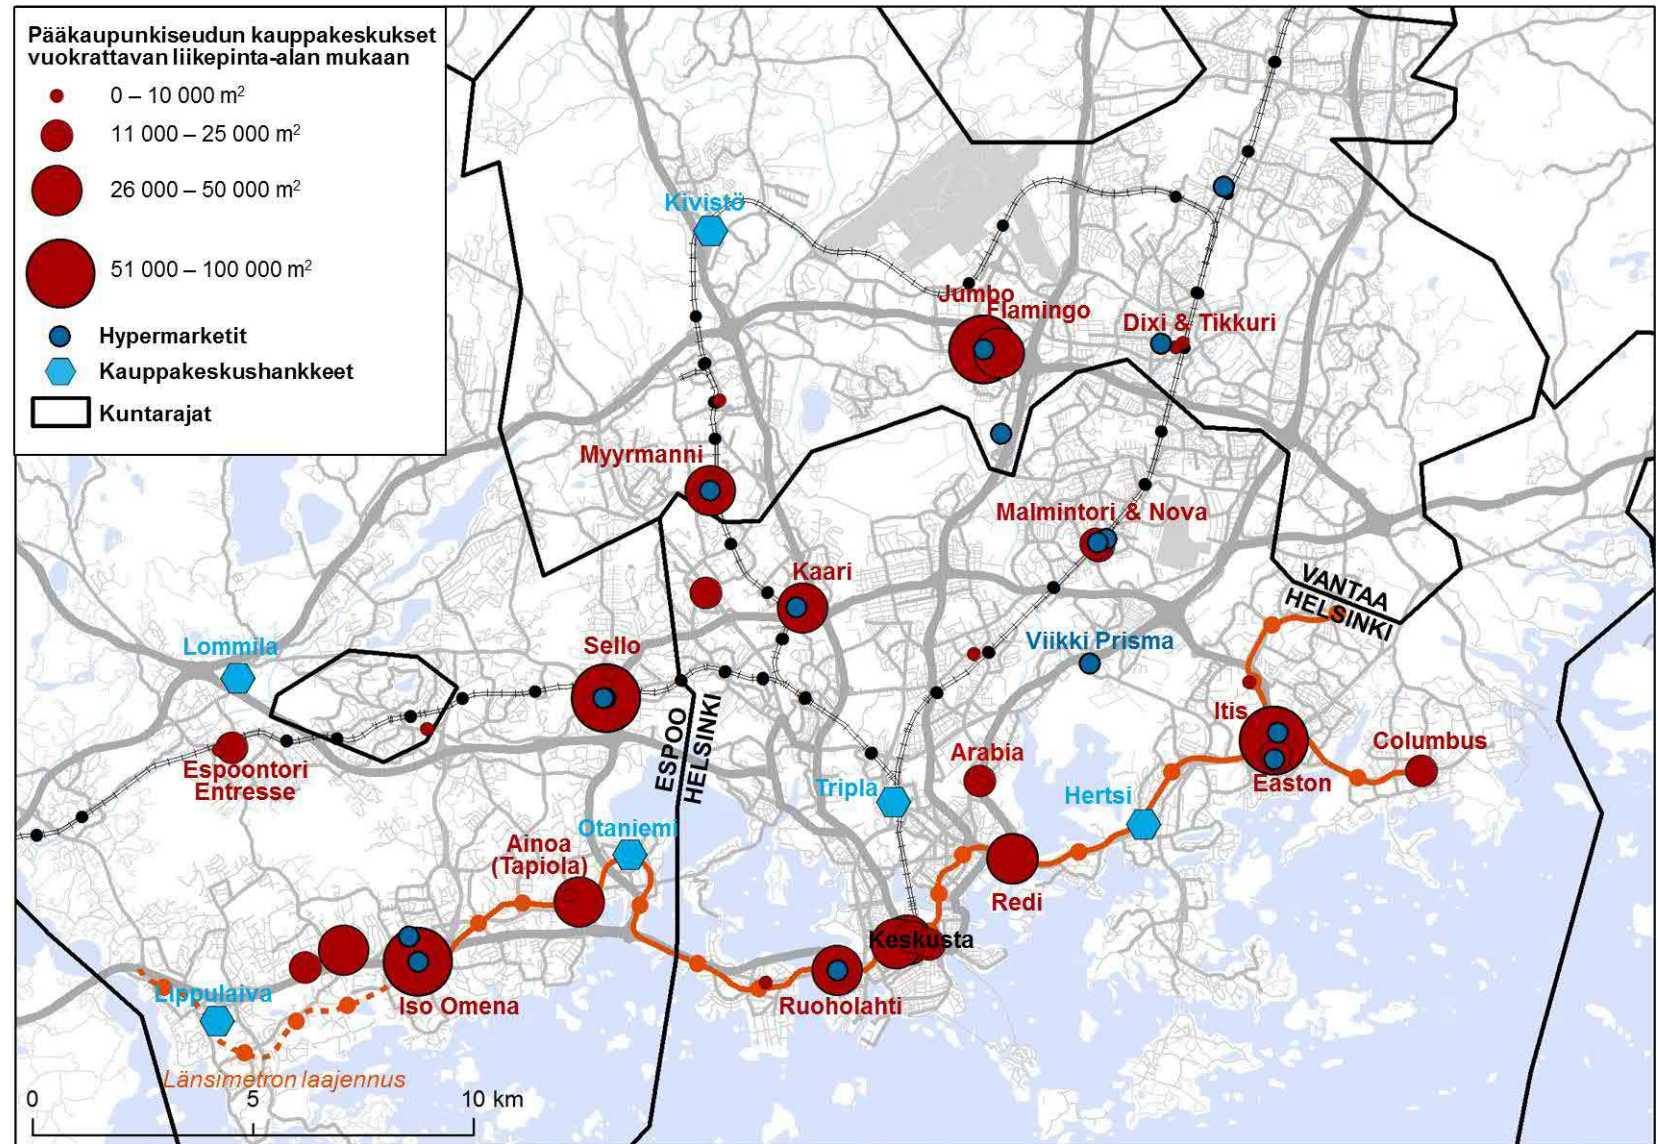 Pääkaupunkiseudun kauppakeskukset
vuokrattavan liikepinta-alan mukaan
0 – 10 000 m²
11 000 – 25 000 m²
26 000 – 50 000 m²
51 000 – 100 000 m²
Hypermarketit
Kauppakeskushankkeet
Kuntarajat
Kivistö
Jumbo
Flamingo
Dixi & Tikkuri
Myyrmanni
Malmintori & Nova
Kaari
VANTAA
HELSINKI
Viikki Prisma
Lommila
Sello
ESPOO
HELSINKI
Itis
Columbus
Easton
Arabia
Espoontori
Entresse
Tripla
Hertsi
Otaniemi
Ainoa
(Tapiola)
Redi
Keskusta
Lippulaiva
Iso Omena
Ruoholahti
Länsimetron laajennus
0 5 10 km